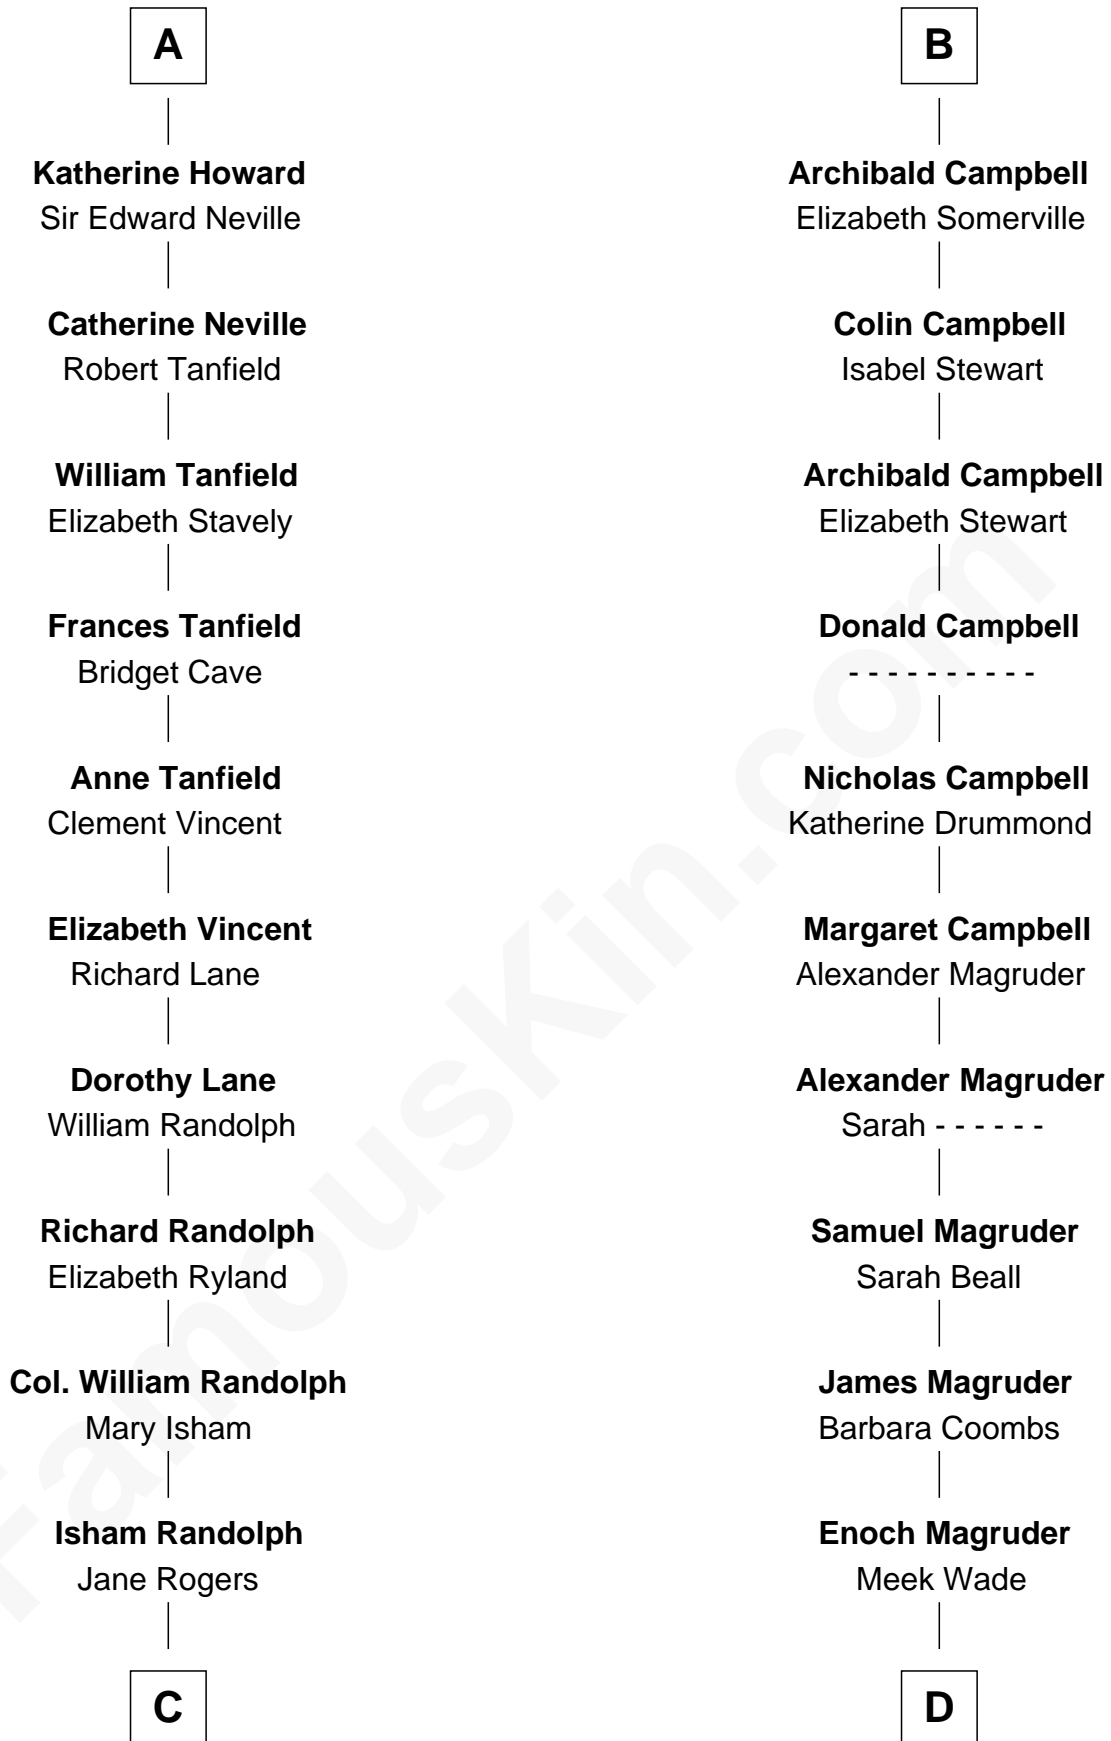 A
Katherine Howard
Sir Edward Neville
Catherine Neville
Robert Tanfield
William Tanfield
Elizabeth Stavely
Frances Tanfield
Bridget Cave
Anne Tanfield
Clement Vincent
Elizabeth Vincent
Richard Lane
Dorothy Lane
William Randolph
Richard Randolph
Elizabeth Ryland
Col. William Randolph
Mary Isham
Isham Randolph
Jane Rogers
C
B
Archibald Campbell
Elizabeth Somerville
Colin Campbell
Isabel Stewart
Archibald Campbell
Elizabeth Stewart
Donald Campbell
- - - - - - - - - -
Nicholas Campbell
Katherine Drummond
Margaret Campbell
Alexander Magruder
Alexander Magruder
Sarah - - - - - -
Samuel Magruder
Sarah Beall
James Magruder
Barbara Coombs
Enoch Magruder
Meek Wade
D
FamousKin.com